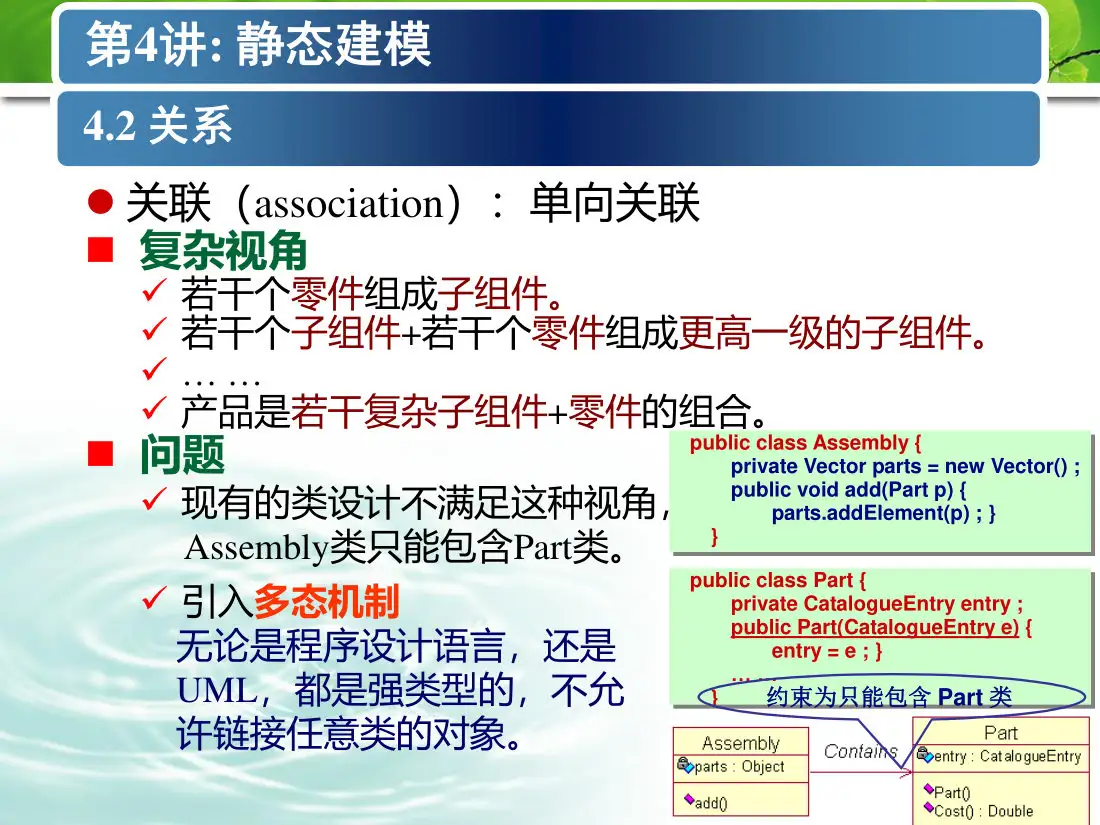 第4讲: 静态建模
4.2 关系
关联（association）：单向关联
复杂视角
若干个零件组成子组件。
若干个子组件+若干个零件组成更高一级的子组件。
… …
产品是若干复杂子组件+零件的组合。
问题
现有的类设计不满足这种视角，
Assembly类只能包含Part类。
引入多态机制
无论是程序设计语言，还是
UML，都是强类型的，不允
许链接任意类的对象。
public class Assembly {
private Vector parts = new Vector() ;
public void add(Part p) {
parts.addElement(p) ; }
}
public class Part {
private CatalogueEntry entry ;
public Part(CatalogueEntry e) {
entry = e ; }
… …
}
约束为只能包含 Part 类
Assembly
parts : Object
add()
Contains
Part
entry : CatalogueEntry
Part()
Cost() : Double